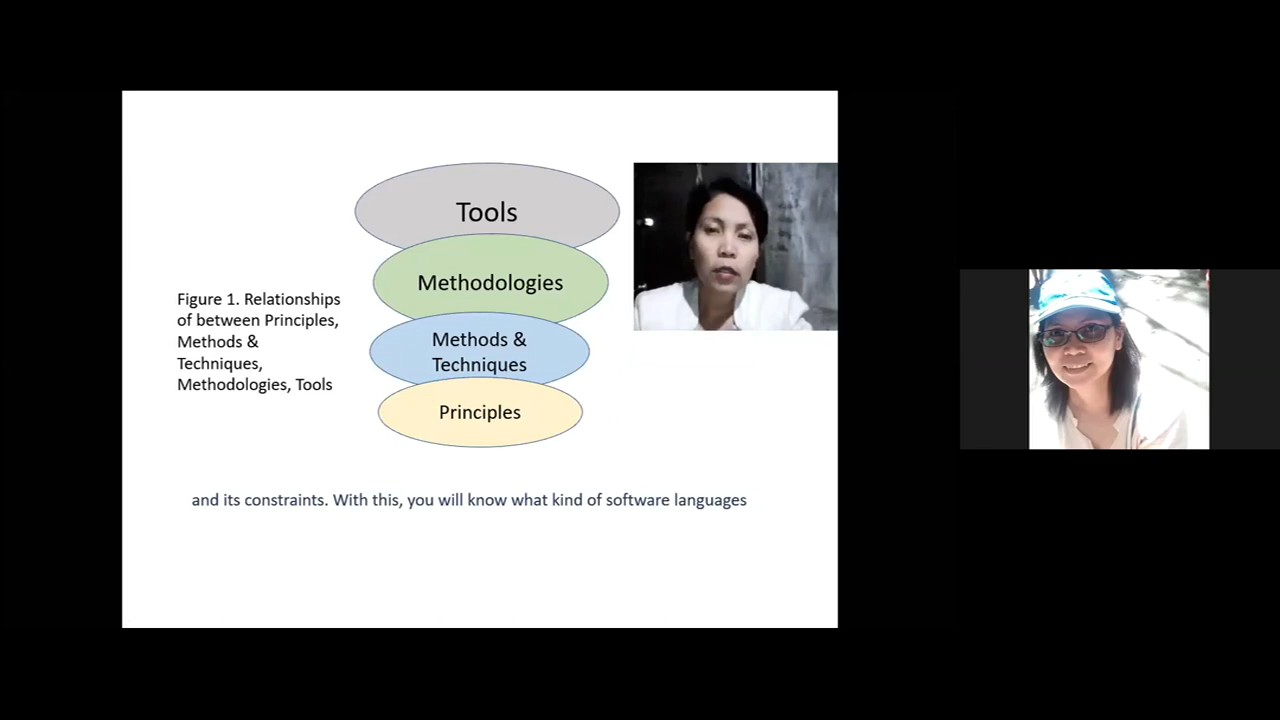 Tools
Methodologies
Methods &
Techniques
Principles
Figure 1. Relationships
of between Principles,
Methods &
Techniques,
Methodologies, Tools
and its constraints. With this, you will know what kind of software languages